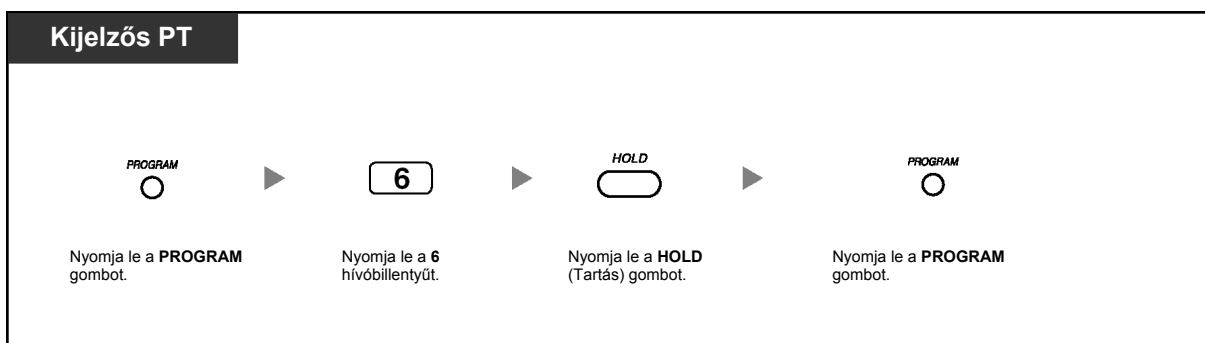 Kijelzős PT
PROGRAM
6
HOLD
PROGRAM
Nyomja le a PROGRAM
gombot.
Nyomja le a 6
hívóbillentyűt.
Nyomja le a HOLD
(Tartás) gombot.
Nyomja le a PROGRAM
gombot.